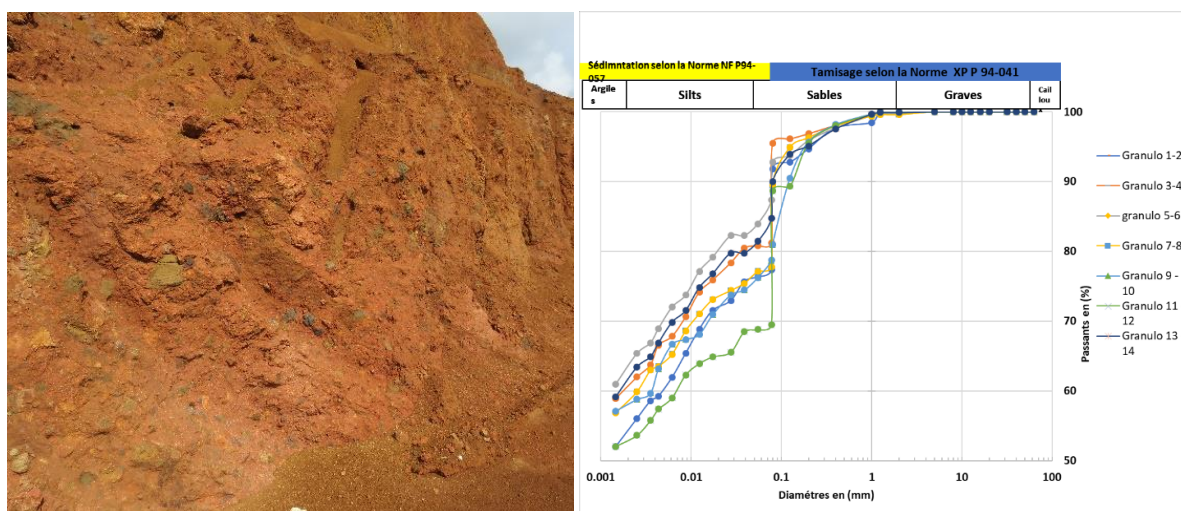 Sédimntation selon la Norme NF P94-
057
Tamisage selon la Norme XP P 94-041
Argile
s
Silts
Sables
Graves
Cail
lou
100
90
80
70
60
50
Passants en (%)
0.001
0.01
0.1
1
10
100
Diamétres en (mm)
Granulo 1-2
Granulo 3-4
granulo 5-6
Granulo 7-8
Granulo 9 -
10
Granulo 11
12
Granulo 13
14